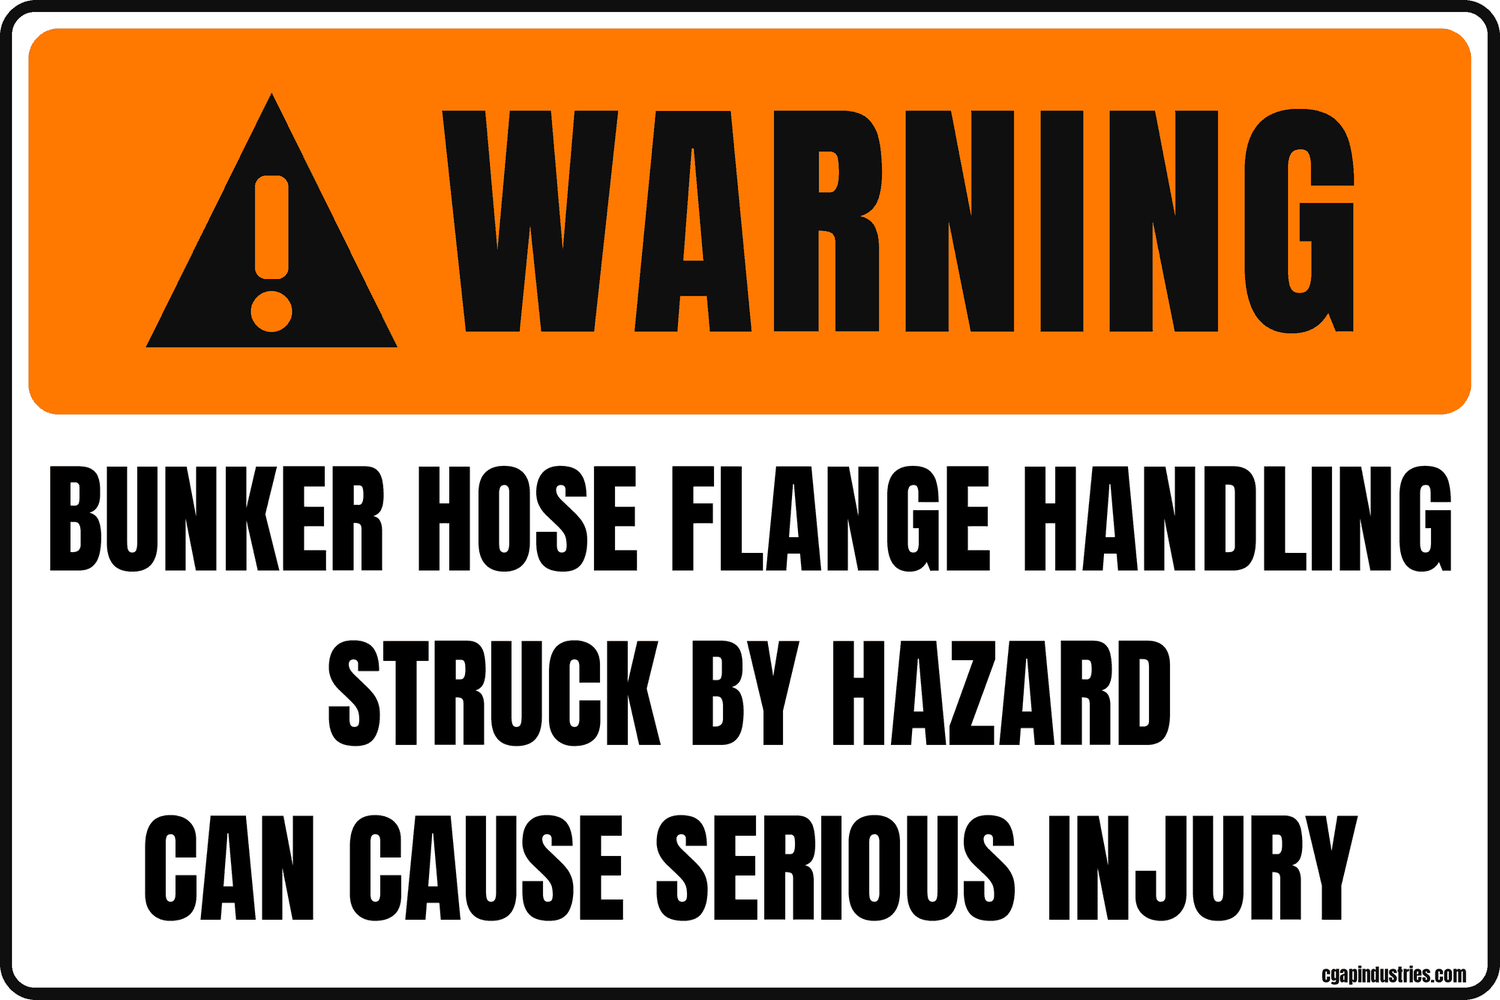 WARNING
BUNKER HOSE FLANGE HANDLING
STRUCK BY HAZARD
CAN CAUSE SERIOUS INJURY
cgapindustries.com